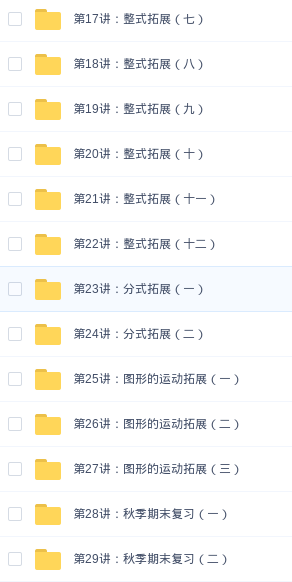 第17讲：整式拓展（七）
第18讲：整式拓展（八）
第19讲：整式拓展（九）
第20讲：整式拓展（十）
第21讲：整式拓展（十一）
第22讲：整式拓展（十二）
第23讲：分式拓展（一）
第24讲：分式拓展（二）
第25讲：图形的运动拓展（一）
第26讲：图形的运动拓展（二）
第27讲：图形的运动拓展（三）
第28讲：秋季期末复习（一）
第29讲：秋季期末复习（二）